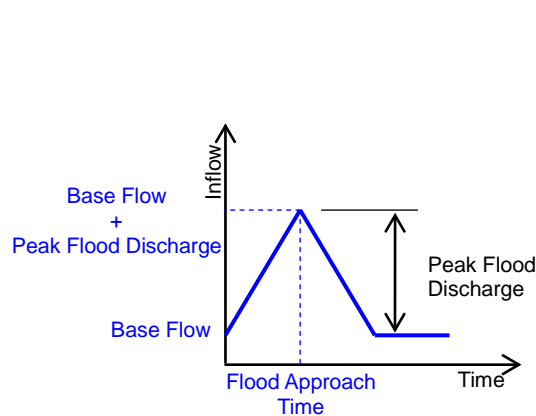 Inflow
Base Flow
+
Peak Flood Discharge
Peak Flood
Discharge
Base Flow
Flood Approach
Time
Time